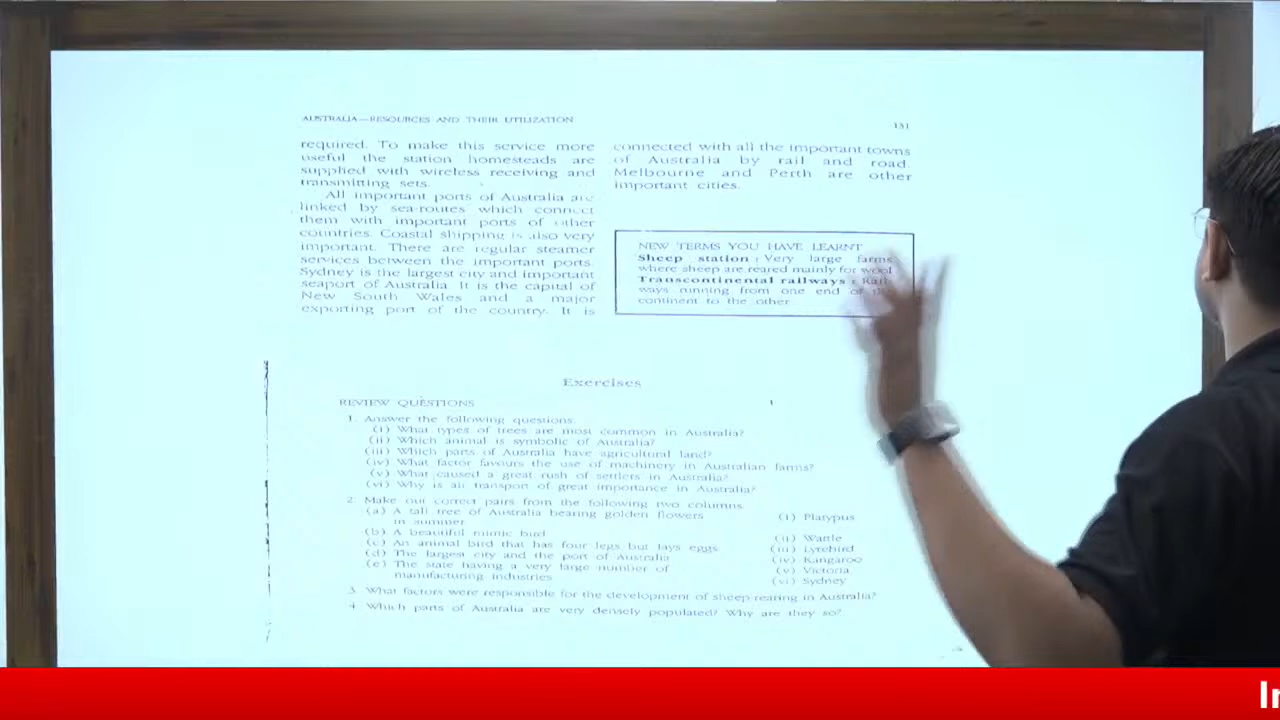 AUSTRALIA—RESOURCES AND THEIR UTILIZATION
131
required. To make this service more
useful the station homesteads are
supplied with wireless receiving and
transmitting sets.
All important ports of Australia are
linked by sea-routes which connect
them with important ports of other
countries. Coastal shipping is also very
important. There are regular steamer
services between the important ports.
Sydney is the largest city and important
seaport of Australia. It is the capital of
New South Wales and a major
exporting port of the country. It is
connected with all the important towns
of Australia by rail and road.
Melbourne and Perth are other
important cities.
NEW TERMS YOU HAVE LEARNT
Sheep station : Very large farms
where sheep are reared mainly for wool
Transcontinental railways : Rail
ways running from one end of the
continent to the other
Exercises
REVIEW QUESTIONS
1. Answer the following questions.
(i) What types of trees are most common in Australia?
(ii) Which animal is symbolic of Australia?
(iii) Which parts of Australia have agricultural land?
(iv) What factor favours the use of machinery in Australian farms?
(v) What caused a great rush of settlers in Australia?
(vi) Why is air transport of great importance in Australia?
2. Make out correct pairs from the following two columns.
(a) A tall tree of Australia bearing golden flowers
in summer
(i) Platypus
(b) A beautiful mimic bird
(ii) Wattle
(c) An animal bird that has four legs but lays eggs
(iii) Lyrebird
(d) The largest city and the port of Australia
(iv) Kangaroo
(e) The state having a very large number of
manufacturing industries
(v) Victoria
(vi) Sydney
3. What factors were responsible for the development of sheep-rearing in Australia?
4. Which parts of Australia are very densely populated? Why are they so?